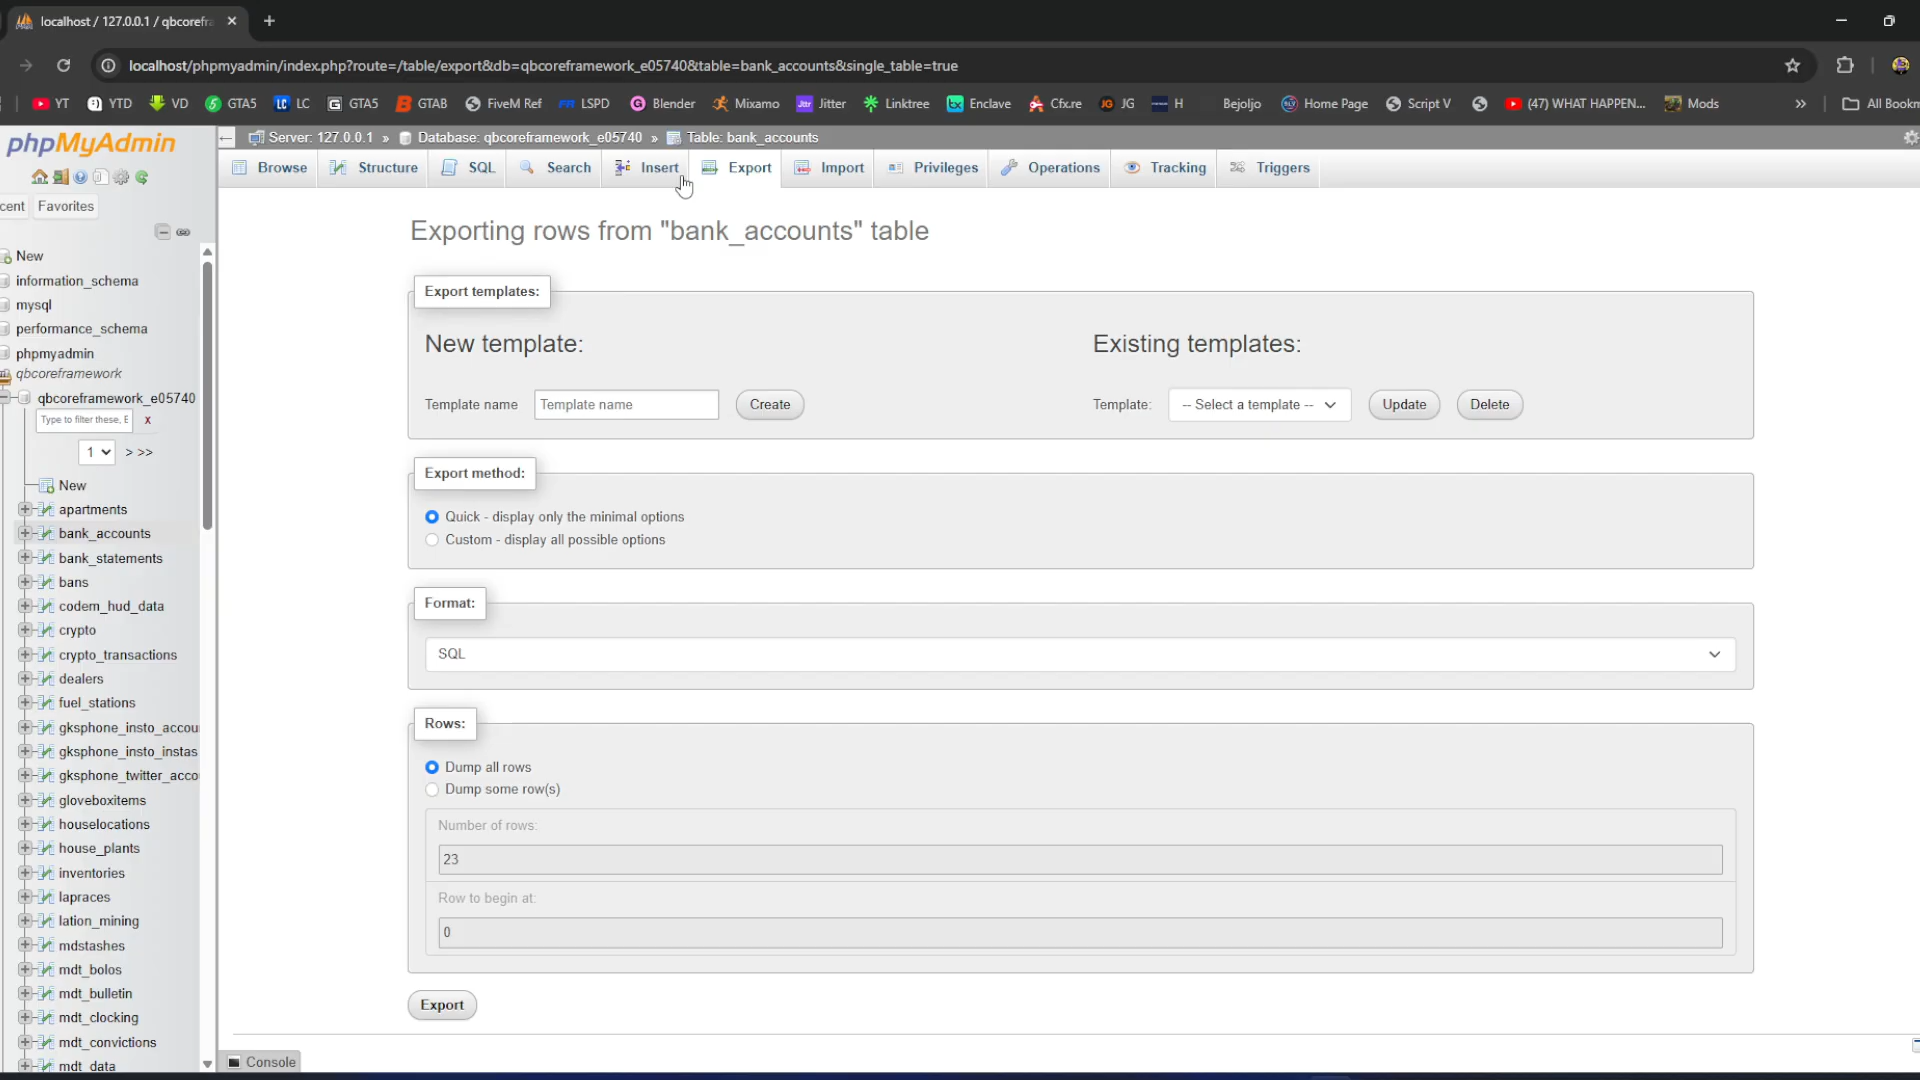 localhost / 127.0.0.1 / qbcorefr
localhost/phpmyadmin/index.php?route=/table/export&db=qbcoreframework_e05740&table=bank_accounts&single_table=true
YT YTD VD GTA5 LC GTA5 GTAB FiveM Ref LSPD Blender Mixamo Jitter Linktree Enclave Cfx.re JG H Bejoljo Home Page Script V (47) WHAT HAPPEN... Mods » All Bookm
phpMyAdmin
Server: 127.0.0.1 » Database: qbcoreframework_e05740 » Table: bank_accounts
Browse Structure SQL Search Insert Export Import Privileges Operations Tracking Triggers
cent Favorites
New
information_schema
mysql
performance_schema
phpmyadmin
qbcoreframework
qbcoreframework_e05740
Type to filter these, E X
1 > >>
New
apartments
bank_accounts
bank_statements
bans
codem_hud_data
crypto
crypto_transactions
dealers
fuel_stations
gksphone_insto_accou
gksphone_insto_instas
gksphone_twitter_acco
gloveboxitems
houselocations
house_plants
inventories
lapraces
lation_mining
mdstashes
mdt_bolos
mdt_bulletin
mdt_clocking
mdt_convictions
mdt_data
Exporting rows from "bank_accounts" table
Export templates:
New template:
Template name Template name Create
Existing templates:
Template: -- Select a template -- Update Delete
Export method:
Quick - display only the minimal options
Custom - display all possible options
Format:
SQL
Rows:
Dump all rows
Dump some row(s)
Number of rows:
23
Row to begin at:
0
Export
Console